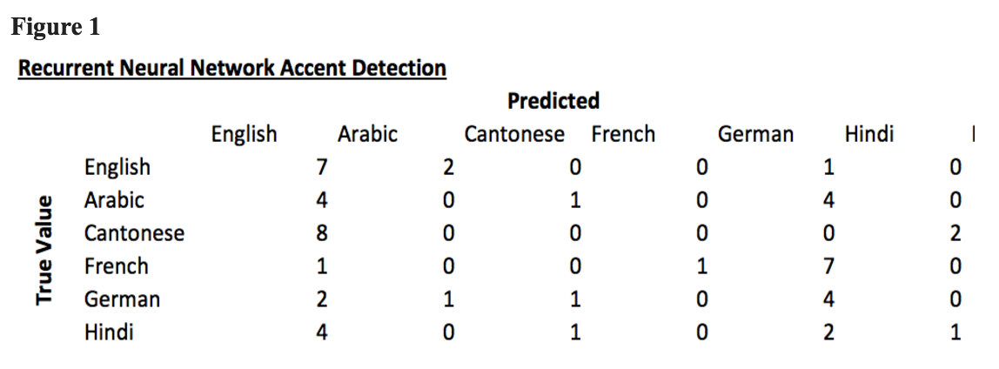 Figure 1
Recurrent Neural Network Accent Detection
Predicted
English Arabic Cantonese French German Hindi
English 7 2 0 0 1 0
Arabic 4 0 1 0 4 0
Cantonese 8 0 0 0 0 2
French 1 0 0 1 7 0
German 2 1 1 0 4 0
Hindi 4 0 1 0 2 1
True Value